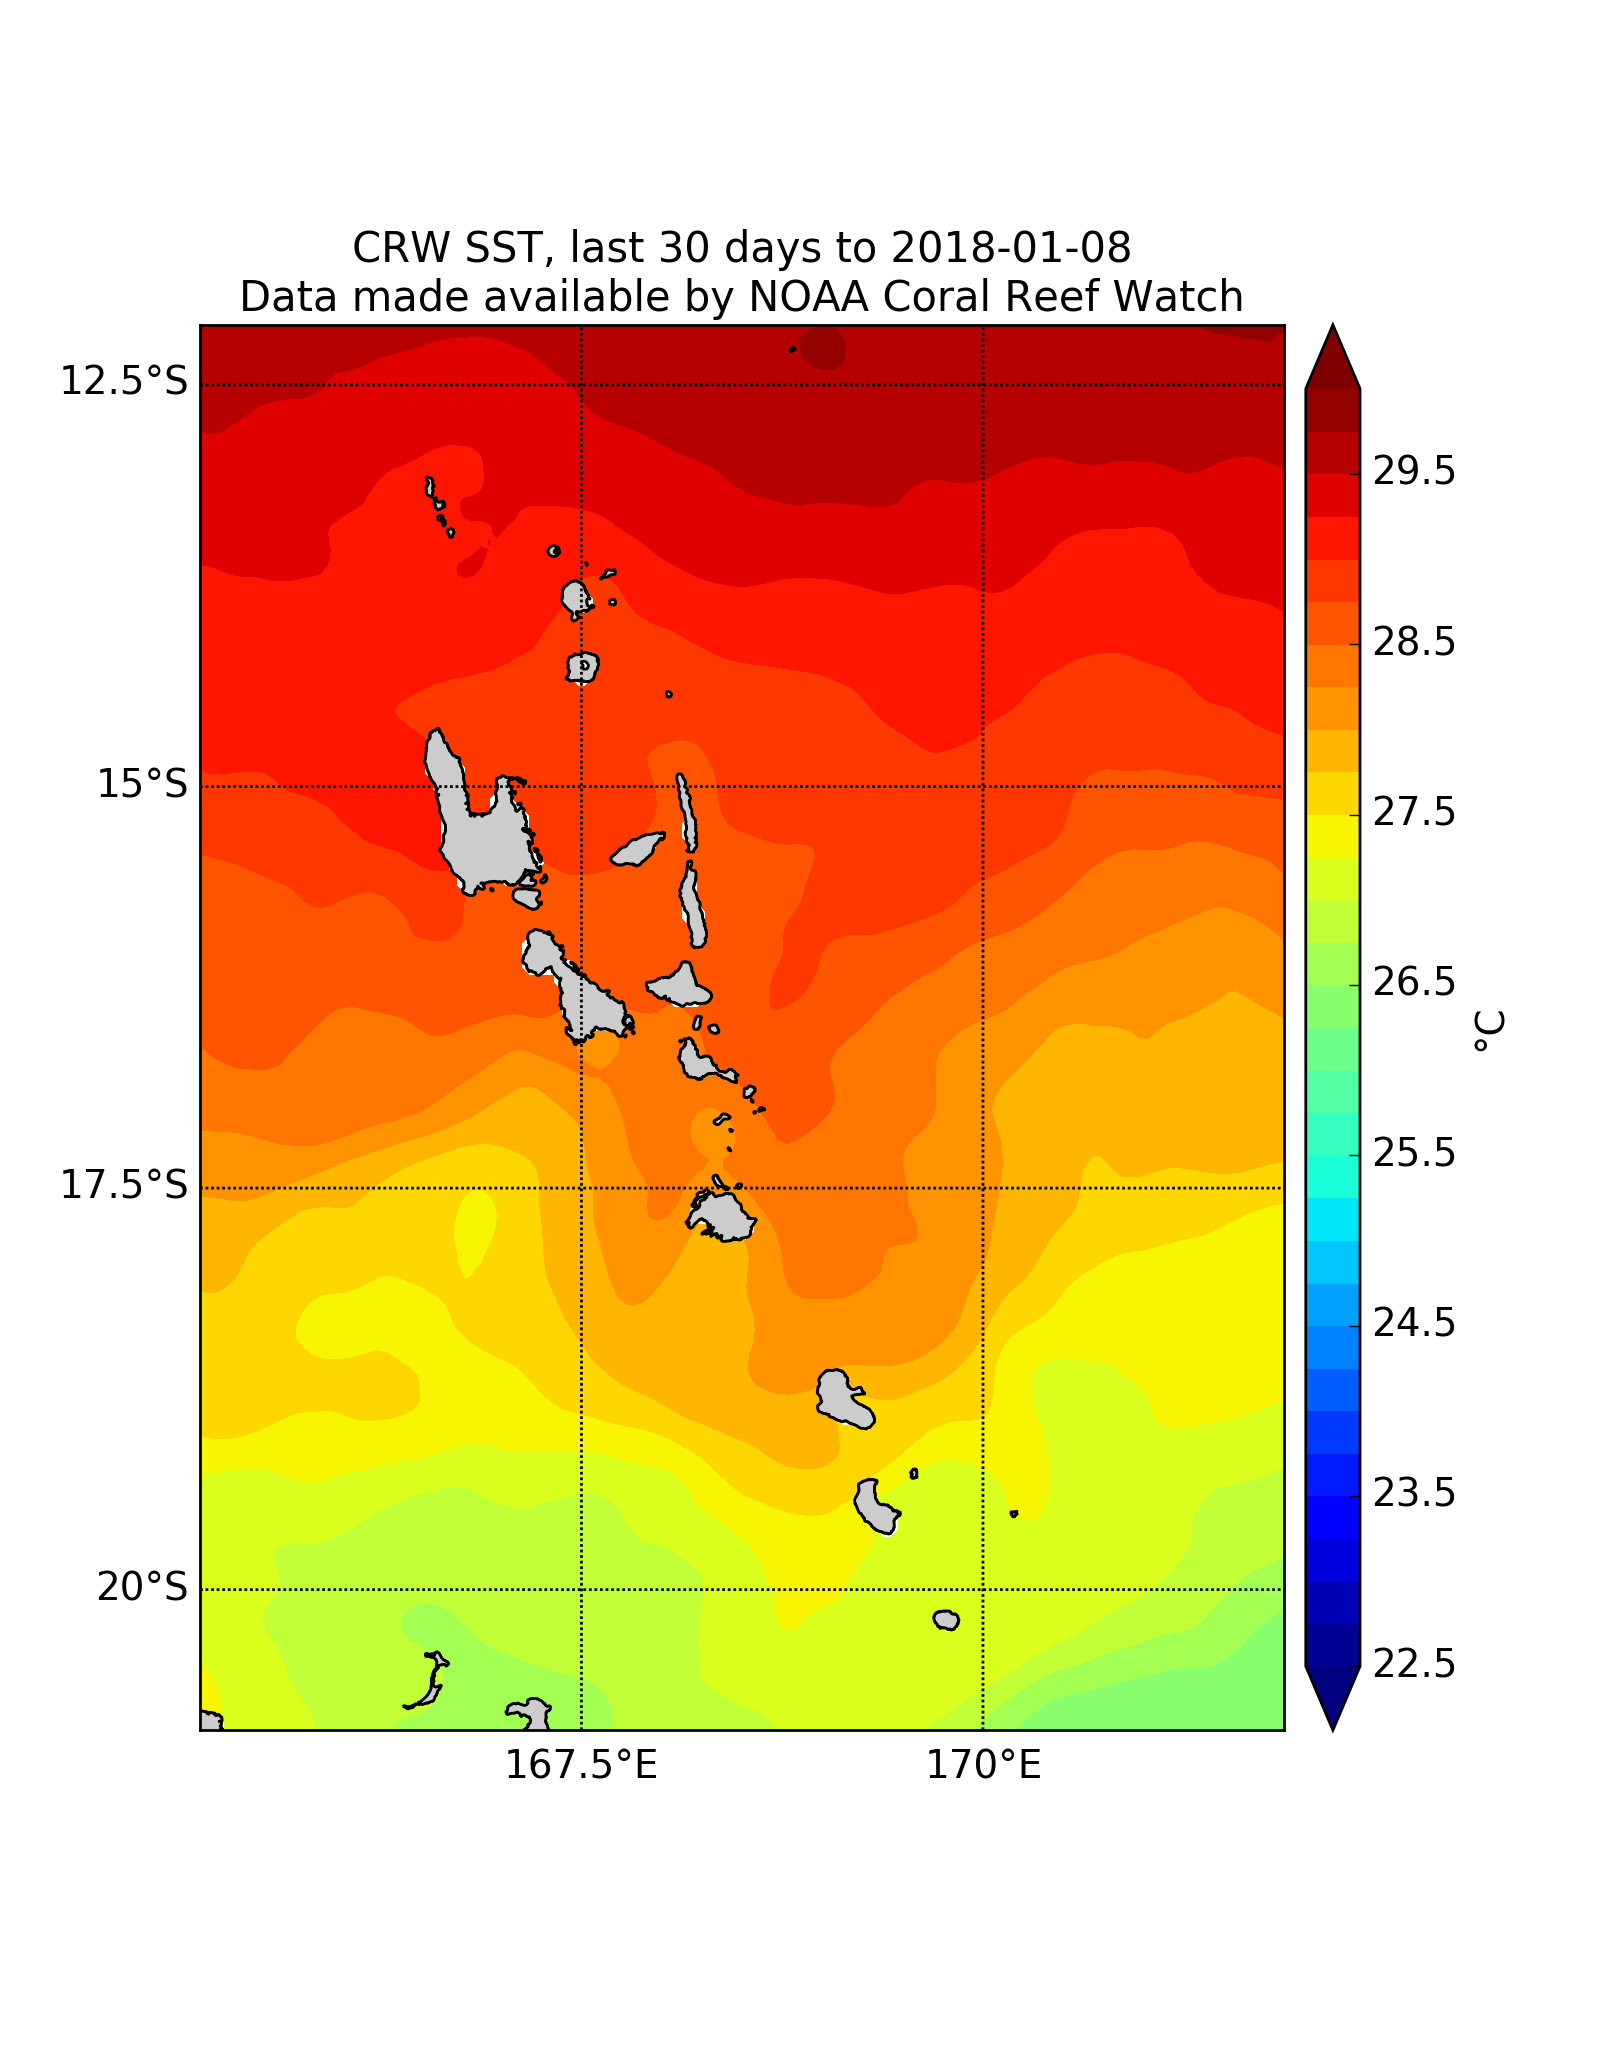 CRW SST, last 30 days to 2018-01-08
Data made available by NOAA Coral Reef Watch
12.5°S
15°S
17.5°S
20°S
167.5°E
170°E
29.5
28.5
27.5
26.5
25.5
24.5
23.5
22.5
°C